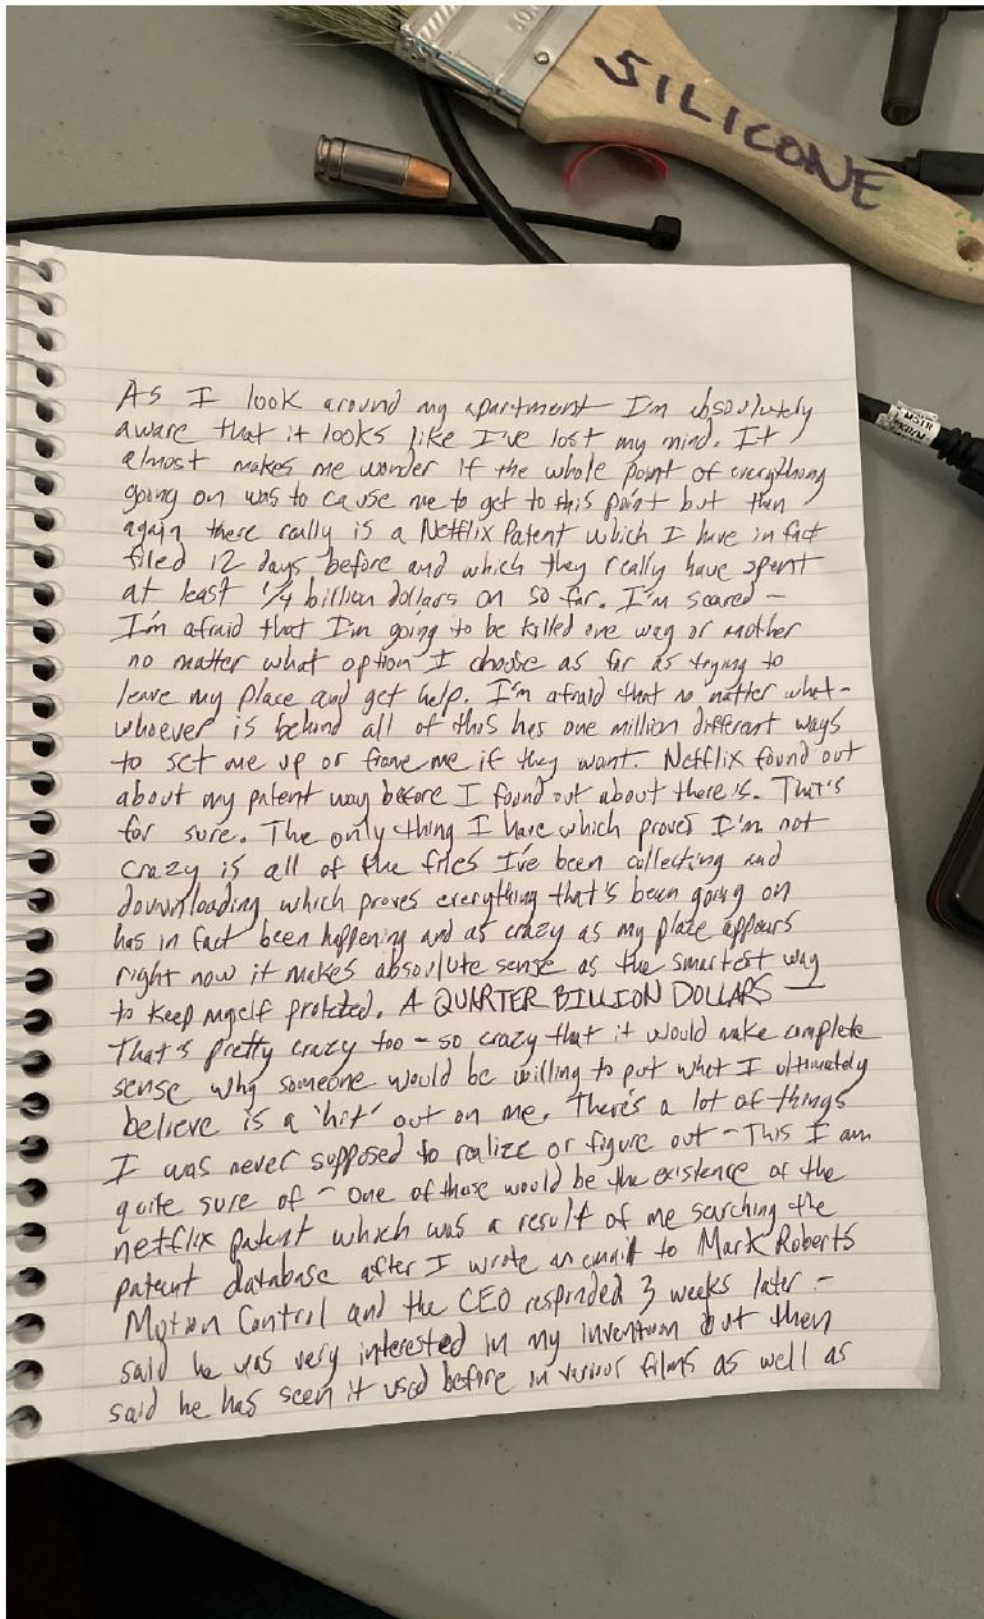 SILICONE
As I look around my apartment I'm absoulutely
aware that it looks like I've lost my mind. It
almost makes me wonder if the whole point of everything
going on was to cause me to get to this point but then
again there really is a Netflix Patent which I have in fact
filed 12 days before and which they really have spent
at least 1/4 billion dollars on so far. I'm scared –
I'm afraid that I'm going to be killed one way or another
no matter what option I choose as far as trying to
leave my place and get help. I'm afraid that no matter what –
whoever is behind all of this has one million different ways
to set me up or frame me if they want. Netflix found out
about my patent way before I found out about there is. That's
for sure. The only thing I have which proves I'm not
crazy is all of the files I've been collecting and
downloading which proves everything that's been going on
has in fact been happening and as crazy as my place appears
right now it makes absoulute sense as the smartest way
to keep myself protected. A QUARTER BILLION DOLLARS —
That's pretty crazy too – so crazy that it would make complete
sense why someone would be willing to put what I ultimately
believe is a 'hit' out on me. There's a lot of things
I was never supposed to realize or figure out – This I am
quite sure of – one of those would be the existence of the
netflix patent which was a result of me searching the
patent database after I wrote an email to Mark Roberts
Motion Control and the CEO responded 3 weeks later –
said he was very interested in my invention but then
said he has seen it used before in various films as well as